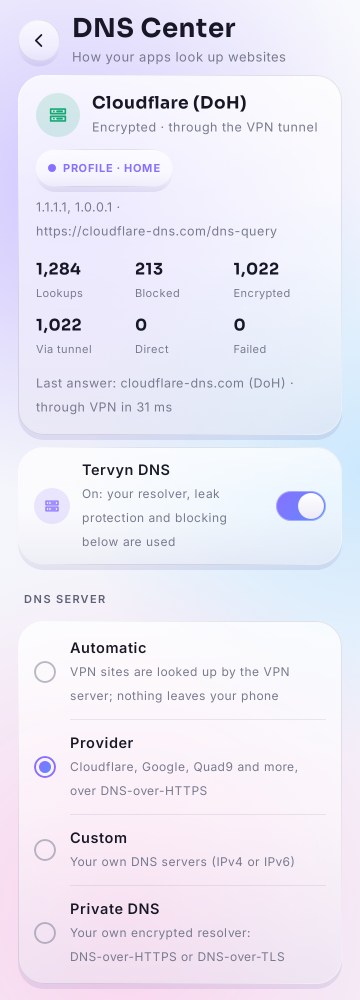 DNS Center
How your apps look up websites
Cloudflare (DoH)
Encrypted · through the VPN tunnel
PROFILE · HOME
1.1.1.1, 1.0.0.1 ·
https://cloudflare-dns.com/dns-query
1,284 213 1,022
Lookups Blocked Encrypted
1,022 0 0
Via tunnel Direct Failed
Last answer: cloudflare-dns.com (DoH) ·
through VPN in 31 ms
Tervyn DNS
On: your resolver, leak
protection and blocking
below are used
DNS SERVER
Automatic
VPN sites are looked up by the VPN
server; nothing leaves your phone
Provider
Cloudflare, Google, Quad9 and more,
over DNS-over-HTTPS
Custom
Your own DNS servers (IPv4 or IPv6)
Private DNS
Your own encrypted resolver:
DNS-over-HTTPS or DNS-over-TLS